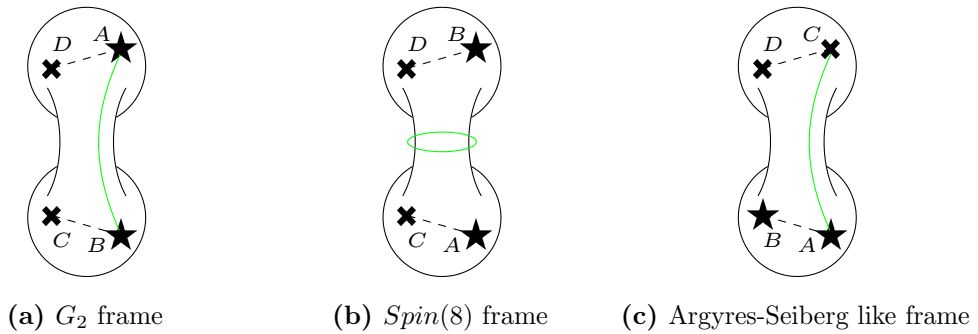 D A
C B
(a) G₂ frame
D B
C A
(b) Spin(8) frame
D C
B A
(c) Argyres-Seiberg like frame